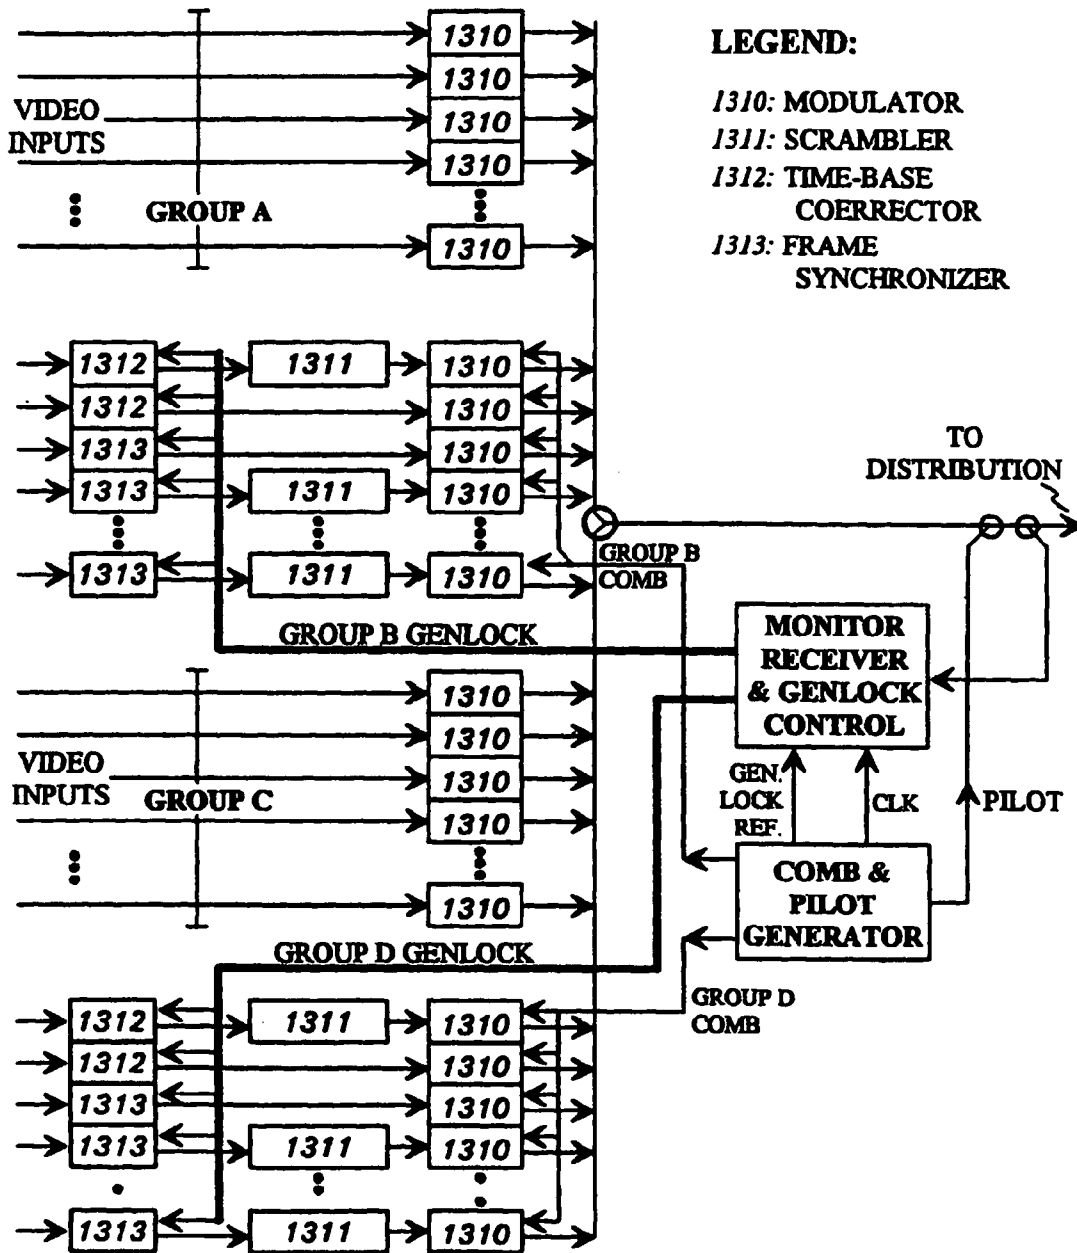 1310
1310
VIDEO
INPUTS
1310
1310
GROUP A
1310
LEGEND:
1310: MODULATOR
1311: SCRAMBLER
1312: TIME-BASE
COERRECTOR
1313: FRAME
SYNCHRONIZER
1312 1311 1310
1312 1310
1313 1310
1313 1311 1310
1313 1311 1310
TO
DISTRIBUTION
GROUP B
COMB
GROUP B GENLOCK
MONITOR
RECEIVER
& GENLOCK
CONTROL
1310
1310
VIDEO
INPUTS
1310
GROUP C
1310
1310
GEN.
LOCK
REF.
CLK
PILOT
COMB &
PILOT
GENERATOR
GROUP D GENLOCK
GROUP D
COMB
1312 1311 1310
1312 1310
1313 1310
1313 1311 1310
1313 1311 1310